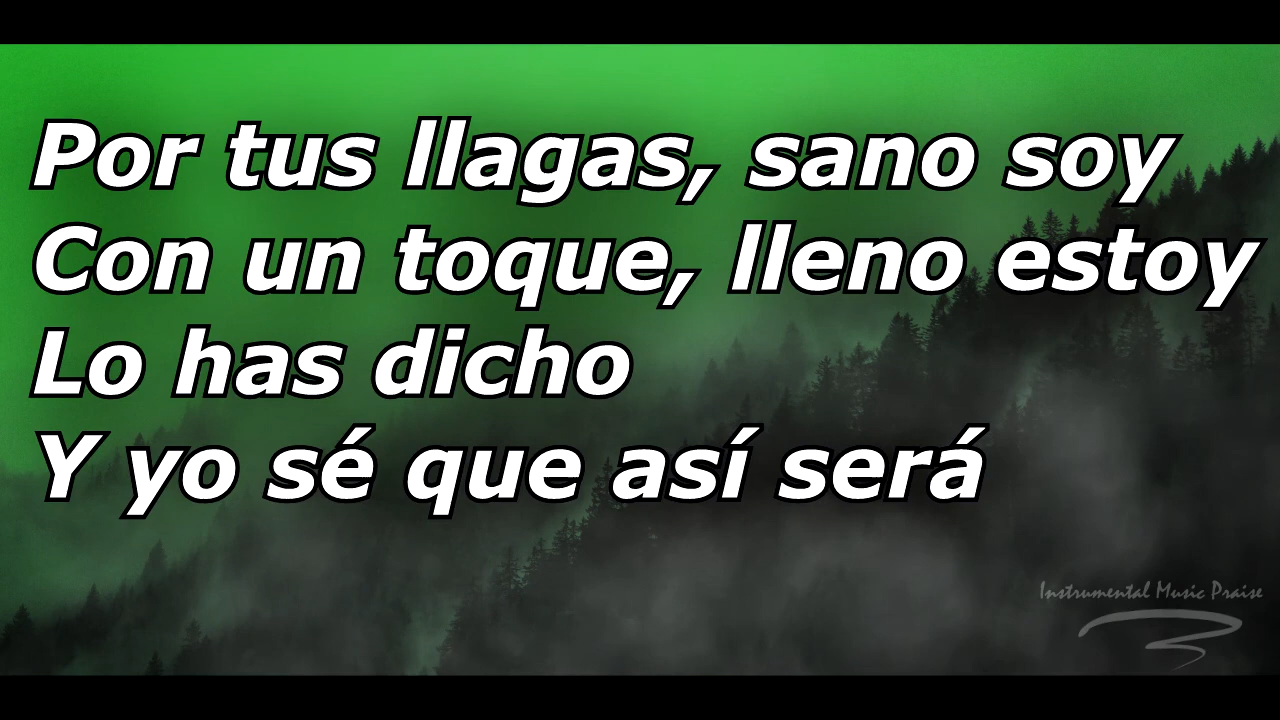 Por tus llagas, sano soy
Con un toque, lleno estoy
Lo has dicho
Y yo sé que así será
Instrumental Music Praise